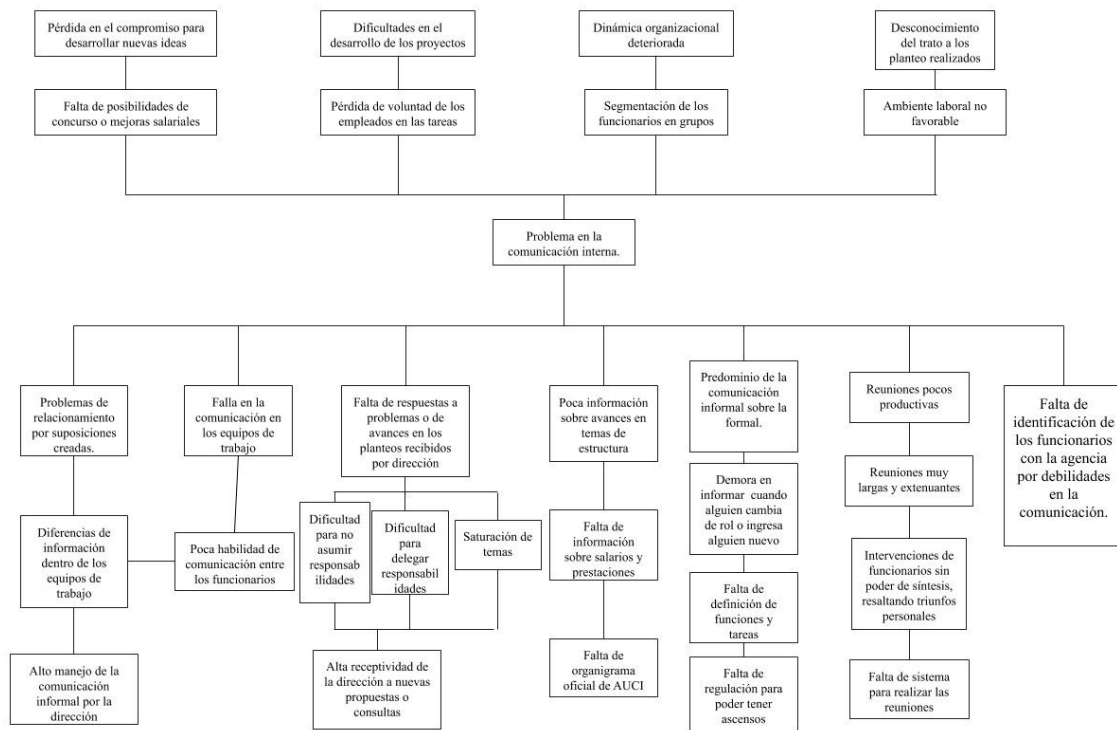 Pérdida en el compromiso para
desarrollar nuevas ideas
Dificultades en el
desarrollo de los proyectos
Dinámica organizacional
deteriorada
Desconocimiento
del trato a los
planteo realizados
Falta de posibilidades de
concurso o mejoras salariales
Pérdida de voluntad de los
empleados en las tareas
Segmentación de los
funcionarios en grupos
Ambiente laboral no
favorable
Problema en la
comunicación interna.
Problemas de
relacionamiento
por suposiciones
creadas.
Falla en la
comunicación en
los equipos de
trabajo
Falta de respuestas a
problemas o de
avances en los
planteos recibidos
por dirección
Poca información
sobre avances en
temas de
estructura
Predominio de la
comunicación
informal sobre la
formal.
Reuniones pocos
productivas
Falta de
identificación de
los funcionarios
con la agencia
por debilidades
en la
comunicación.
Diferencias de
información
dentro de los
equipos de
trabajo
Poca habilidad de
comunicación entre
los funcionarios
Dificultad
para no
asumir
responsab
ilidades
Dificultad
para
delegar
responsabil
idades
Saturación de
temas
Falta de
información
sobre salarios y
prestaciones
Demora en
informar cuando
alguien cambia
de rol o ingresa
alguien nuevo
Reuniones muy
largas y extenuantes
Intervenciones de
funcionarios sin
poder de síntesis,
resaltando triunfos
personales
Falta de
definición de
funciones y
tareas
Alto manejo de la
comunicación
informal por la
dirección
Alta receptividad de
la dirección a nuevas
propuestas o
consultas
Falta de
organigrama
oficial de AUCI
Falta de
regulación para
poder tener
ascensos
Falta de sistema
para realizar las
reuniones